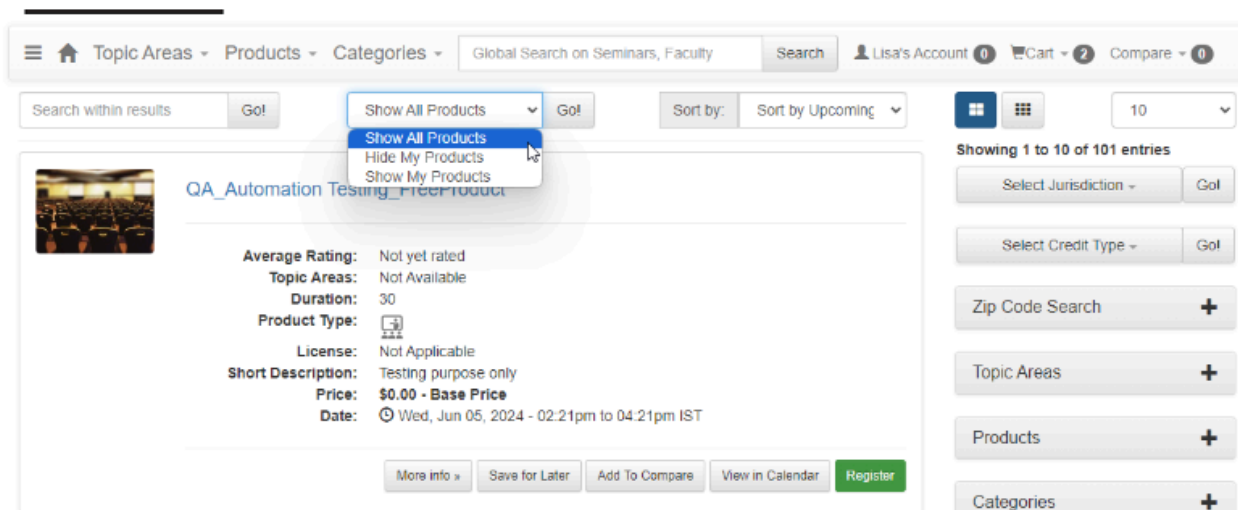 Topic Areas Products Categories Global Search on Seminars, Faculty Search Lisa's Account 0 Cart 2 Compare 0
Search within results Go! Show All Products Go! Sort by: Sort by Upcoming 10
Show All Products
Hide My Products
Show My Products
Showing 1 to 10 of 101 entries
Select Jurisdiction Go!
Select Credit Type Go!
Zip Code Search
Topic Areas
Products
Categories
QA_Automation Testing_FreeProduct
Average Rating: Not yet rated
Topic Areas: Not Available
Duration: 30
Product Type:
License: Not Applicable
Short Description: Testing purpose only
Price: $0.00 - Base Price
Date: Wed, Jun 05, 2024 - 02:21pm to 04:21pm IST
More info » Save for Later Add To Compare View in Calendar Register